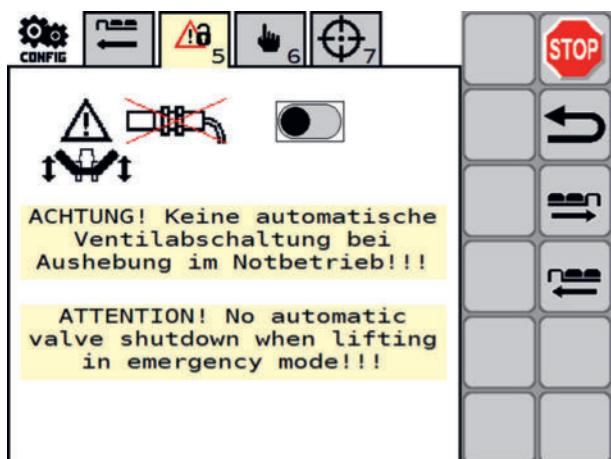 CONFIG
5
6
7
STOP
ACHTUNG! Keine automatische
Ventilabschaltung bei
Aushebung im Notbetrieb!!!
ATTENTION! No automatic
valve shutdown when lifting
in emergency mode!!!